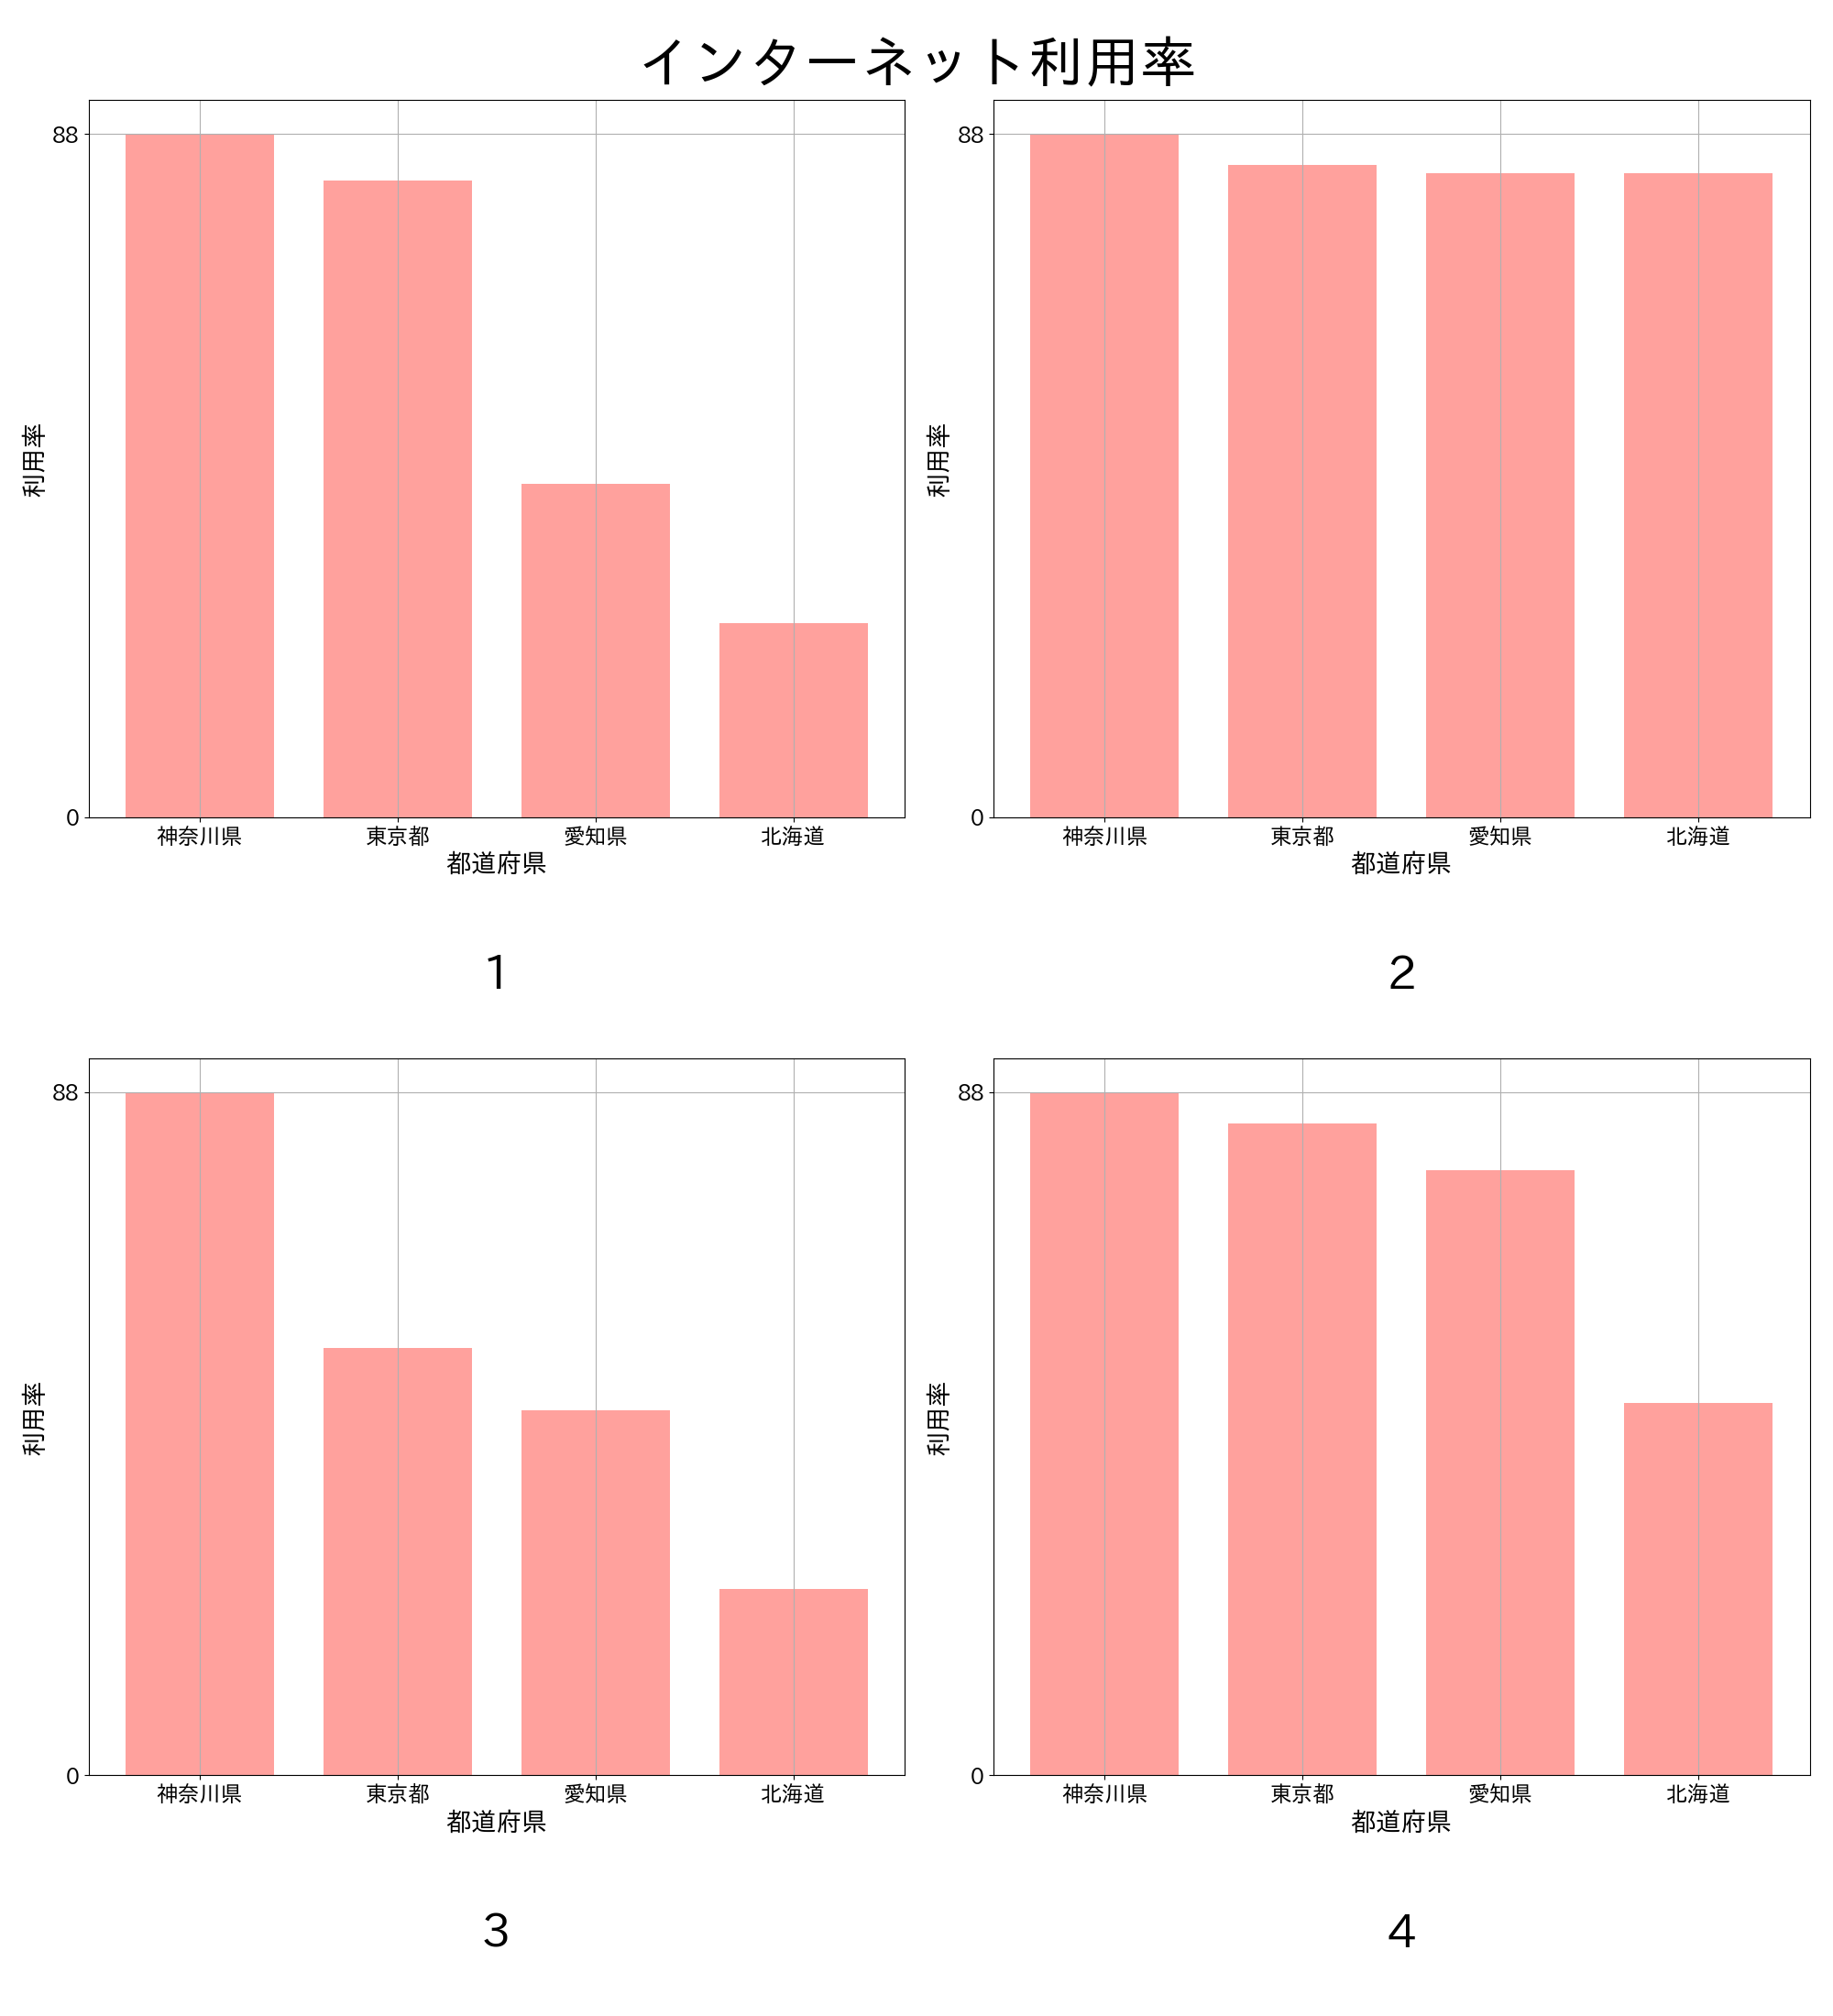 インターネット利用率
88
0
利用率
神奈川県 東京都 愛知県 北海道
都道府県
1
88
0
利用率
神奈川県 東京都 愛知県 北海道
都道府県
2
88
0
利用率
神奈川県 東京都 愛知県 北海道
都道府県
3
88
0
利用率
神奈川県 東京都 愛知県 北海道
都道府県
4